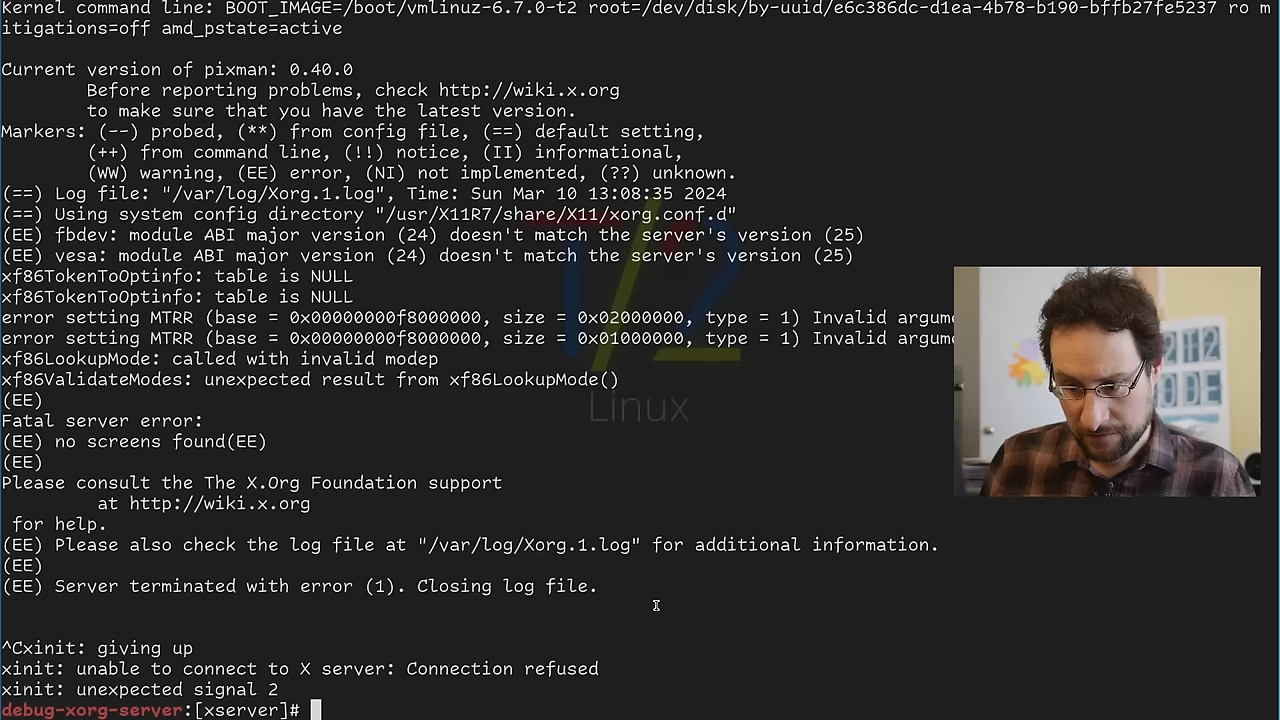 Kernel command line: BOOT_IMAGE=/boot/vmlinuz-6.7.0-t2 root=/dev/disk/by-uuid/e6c386dc-d1ea-4b78-b190-bffb27fe5237 ro m
itigations=off amd_pstate=active
Current version of pixman: 0.40.0
Before reporting problems, check http://wiki.x.org
to make sure that you have the latest version.
Markers: (--) probed, (**) from config file, (==) default setting,
(++) from command line, (!!) notice, (II) informational,
(WW) warning, (EE) error, (NI) not implemented, (??) unknown.
(==) Log file: "/var/log/Xorg.1.log", Time: Sun Mar 10 13:08:35 2024
(==) Using system config directory "/usr/X11R7/share/X11/xorg.conf.d"
(EE) fbdev: module ABI major version (24) doesn't match the server's version (25)
(EE) vesa: module ABI major version (24) doesn't match the server's version (25)
xf86TokenToOptinfo: table is NULL
xf86TokenToOptinfo: table is NULL
error setting MTRR (base = 0x00000000f8000000, size = 0x02000000, type = 1) Invalid argume
error setting MTRR (base = 0x00000000f8000000, size = 0x01000000, type = 1) Invalid argume
xf86LookupMode: called with invalid modep
xf86ValidateModes: unexpected result from xf86LookupMode()
(EE)
Fatal server error:
(EE) no screens found(EE)
(EE)
Please consult the The X.Org Foundation support
at http://wiki.x.org
for help.
(EE) Please also check the log file at "/var/log/Xorg.1.log" for additional information.
(EE)
(EE) Server terminated with error (1). Closing log file.
^Cxinit: giving up
xinit: unable to connect to X server: Connection refused
xinit: unexpected signal 2
debug-xorg-server:[xserver]#
T/2
Linux